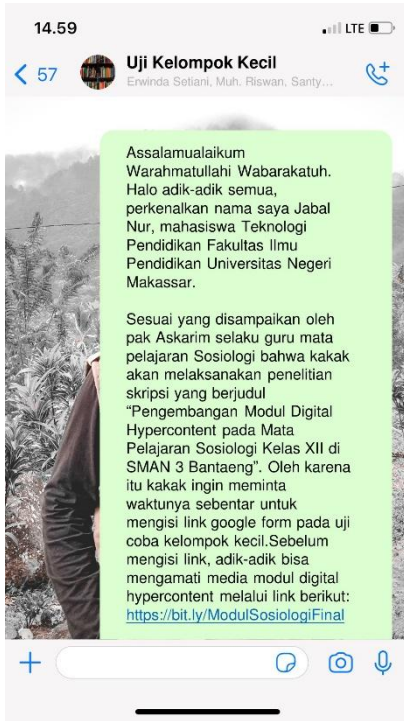 14.59
LTE
57
Uji Kelompok Kecil
Erwinda Setiani, Muh. Riswan, Santy...
Assalamualaikum
Warahmatullahi Wabarakatuh.
Halo adik-adik semua,
perkenalkan nama saya Jabal
Nur, mahasiswa Teknologi
Pendidikan Fakultas Ilmu
Pendidikan Universitas Negeri
Makassar.
Sesuai yang disampaikan oleh
pak Askarim selaku guru mata
pelajaran Sosiologi bahwa kakak
akan melaksanakan penelitian
skripsi yang berjudul
“Pengembangan Modul Digital
Hypercontent pada Mata
Pelajaran Sosiologi Kelas XII di
SMAN 3 Bantaeng”. Oleh karena
itu kakak ingin meminta
waktunya sebentar untuk
mengisi link google form pada uji
coba kelompok kecil.Sebelum
mengisi link, adik-adik bisa
mengamati media modul digital
hypercontent melalui link berikut:
https://bit.ly/ModulSosiologiFinal